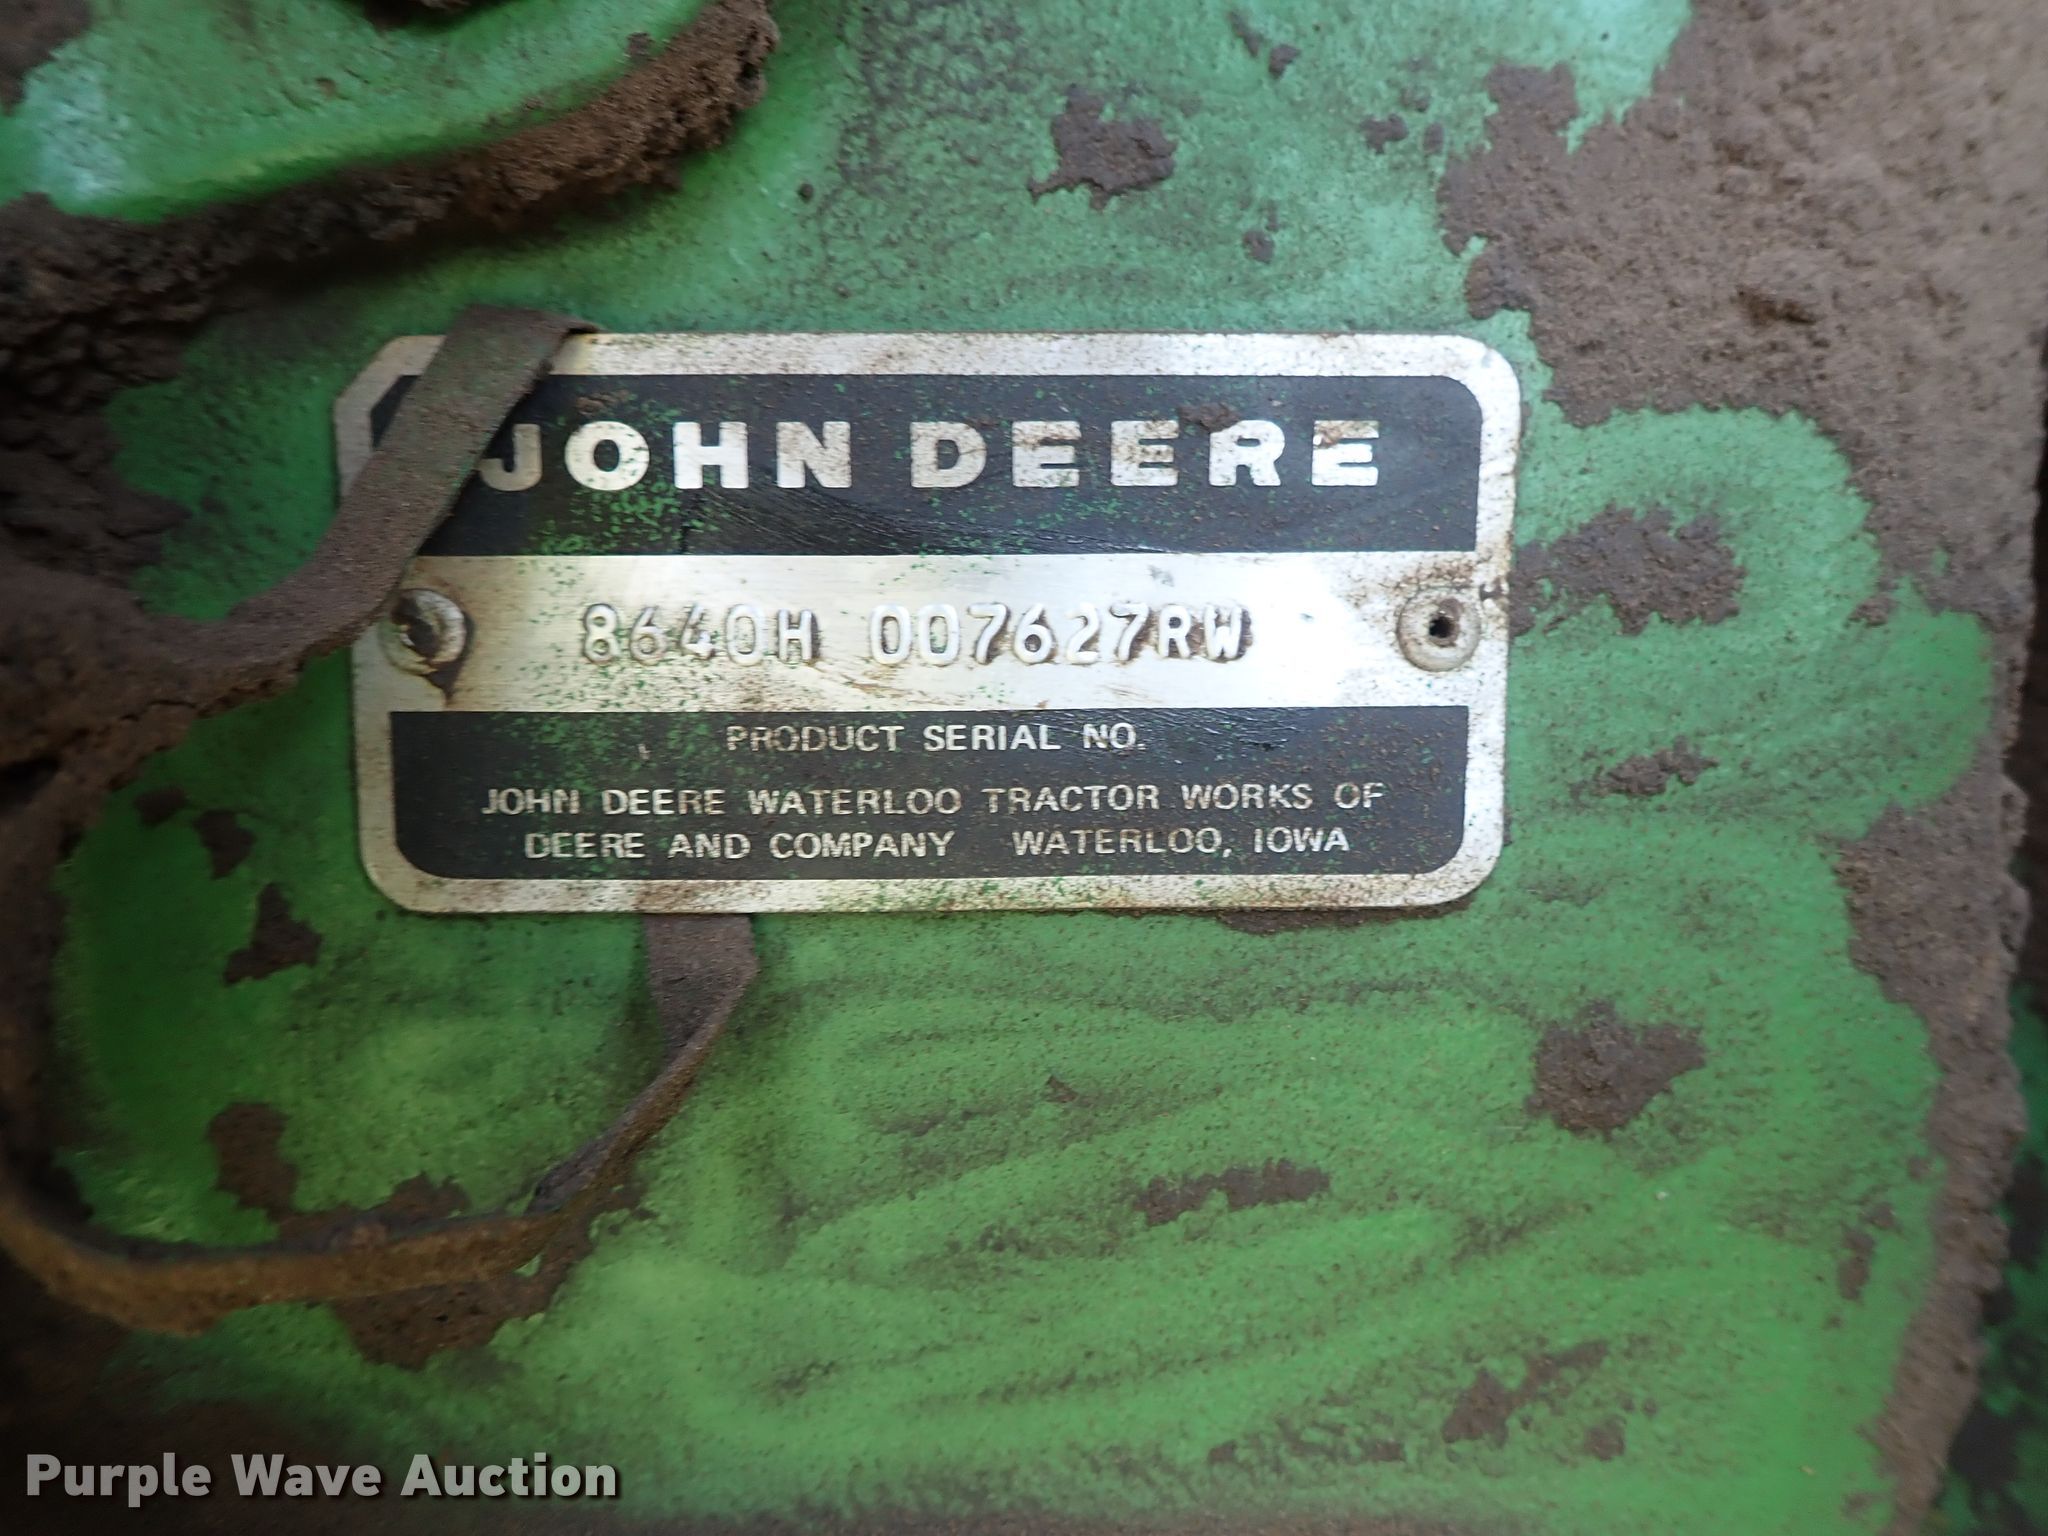 JOHN DEERE
8640H 007627RW
PRODUCT SERIAL NO.
JOHN DEERE WATERLOO TRACTOR WORKS OF
DEERE AND COMPANY WATERLOO, IOWA
Purple Wave Auction